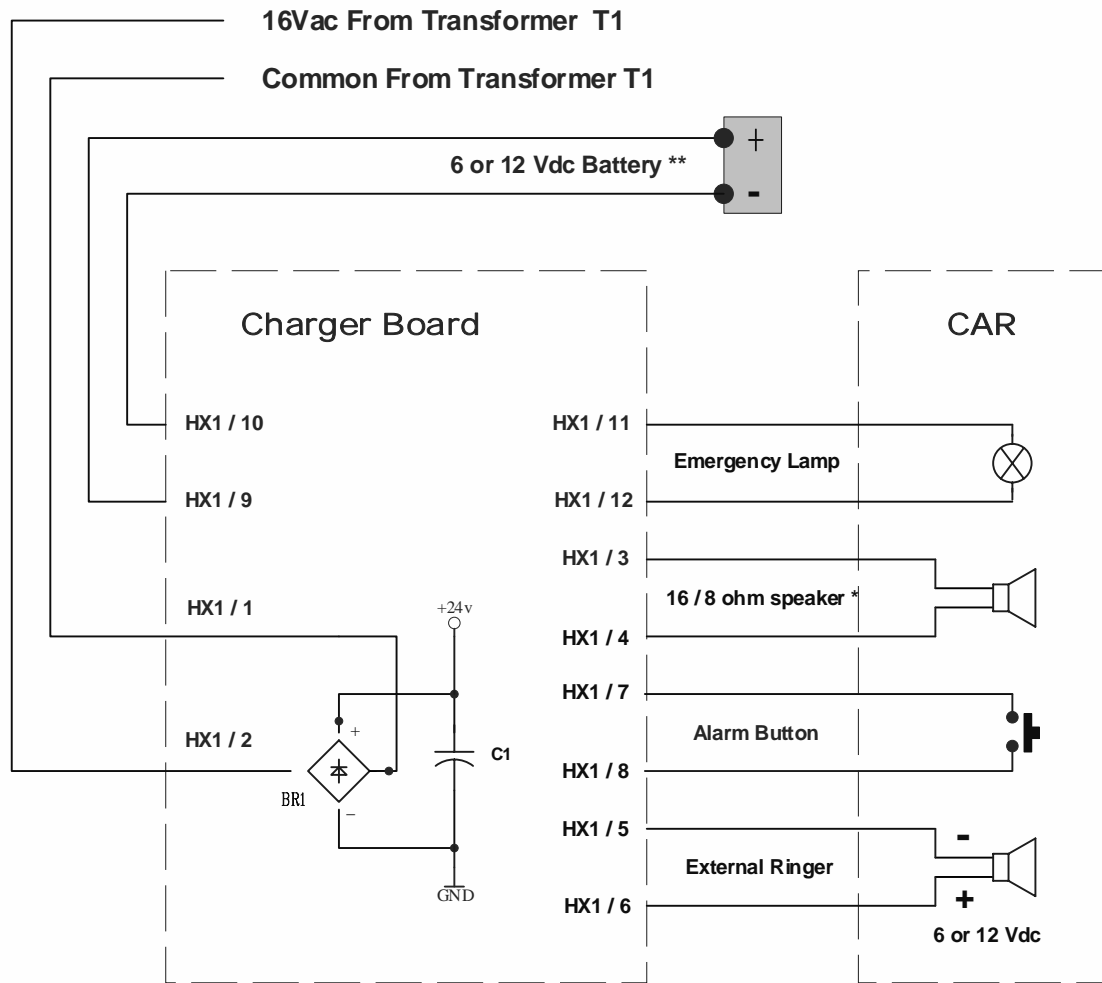 16Vac From Transformer T1
Common From Transformer T1
+
6 or 12 Vdc Battery **
-
Charger Board
CAR
HX1 / 10
HX1 / 11
Emergency Lamp
HX1 / 9
HX1 / 12
HX1 / 3
HX1 / 1
16 / 8 ohm speaker *
+24v
HX1 / 4
HX1 / 7
HX1 / 2
+
Alarm Button
C1
HX1 / 8
BR1
-
HX1 / 5
-
External Ringer
GND
HX1 / 6
+
6 or 12 Vdc